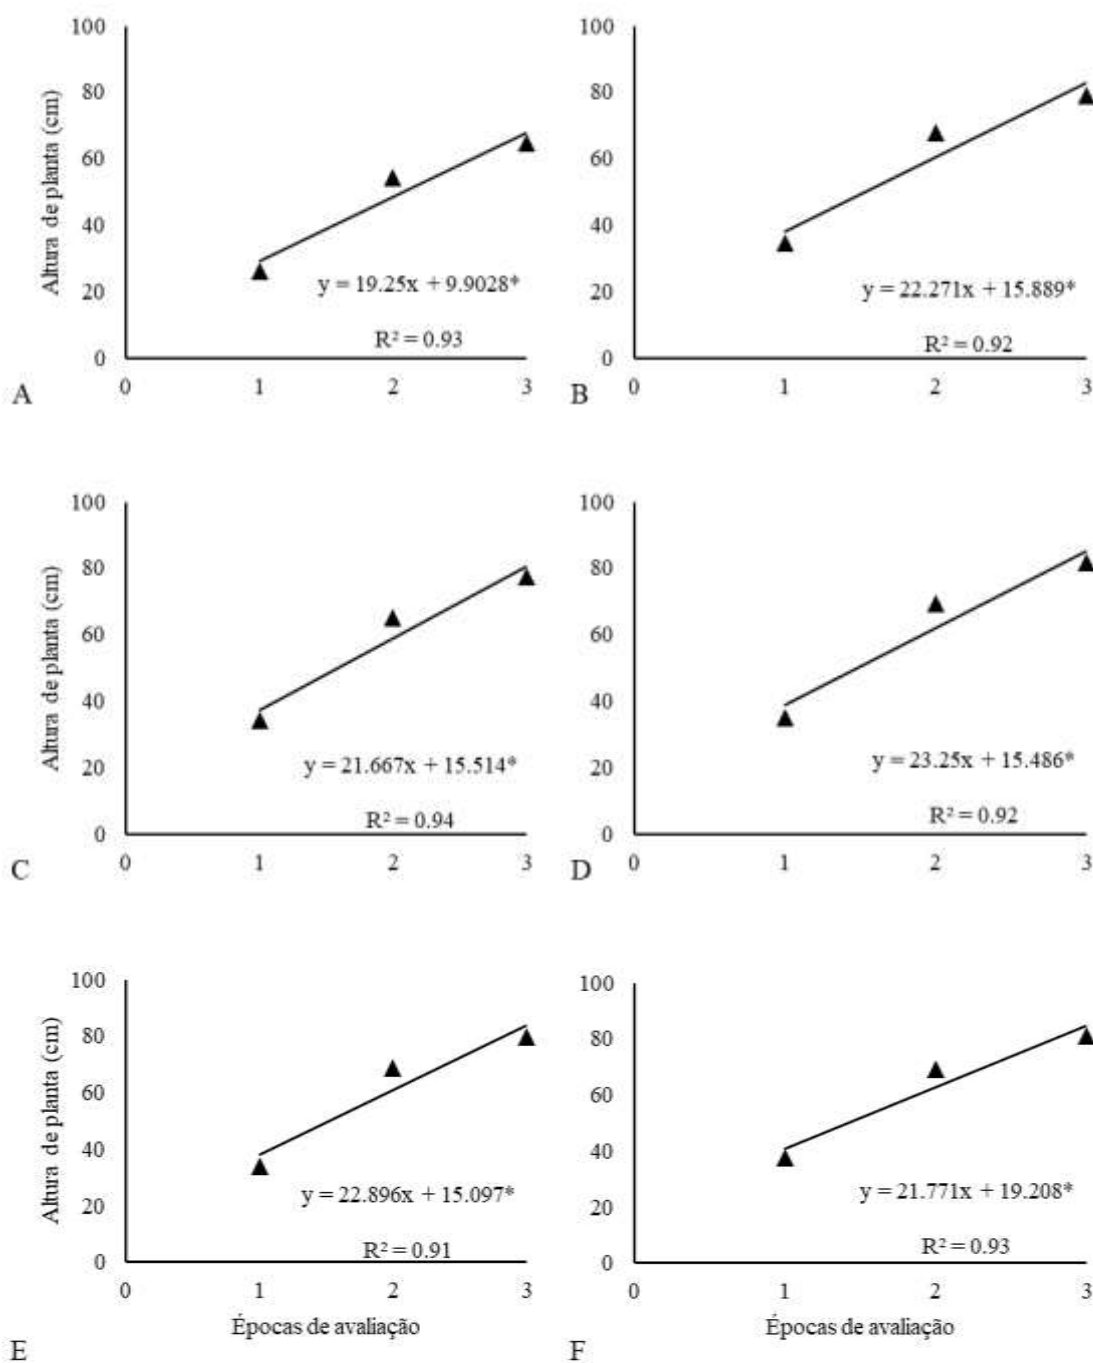 100
80
60
40
20
0
Altura de planta (cm)
y = 19.25x + 9.9028*
R² = 0.93
0 1 2 3
A
100
80
60
40
20
0
y = 22.271x + 15.889*
R² = 0.92
0 1 2 3
B
100
80
60
40
20
0
Altura de planta (cm)
y = 21.667x + 15.514*
R² = 0.94
0 1 2 3
C
100
80
60
40
20
0
y = 23.25x + 15.486*
R² = 0.92
0 1 2 3
D
100
80
60
40
20
0
Altura de planta (cm)
y = 22.896x + 15.097*
R² = 0.91
0 1 2 3
Épocas de avaliação
E
100
80
60
40
20
0
y = 21.771x + 19.208*
R² = 0.93
0 1 2 3
Épocas de avaliação
F